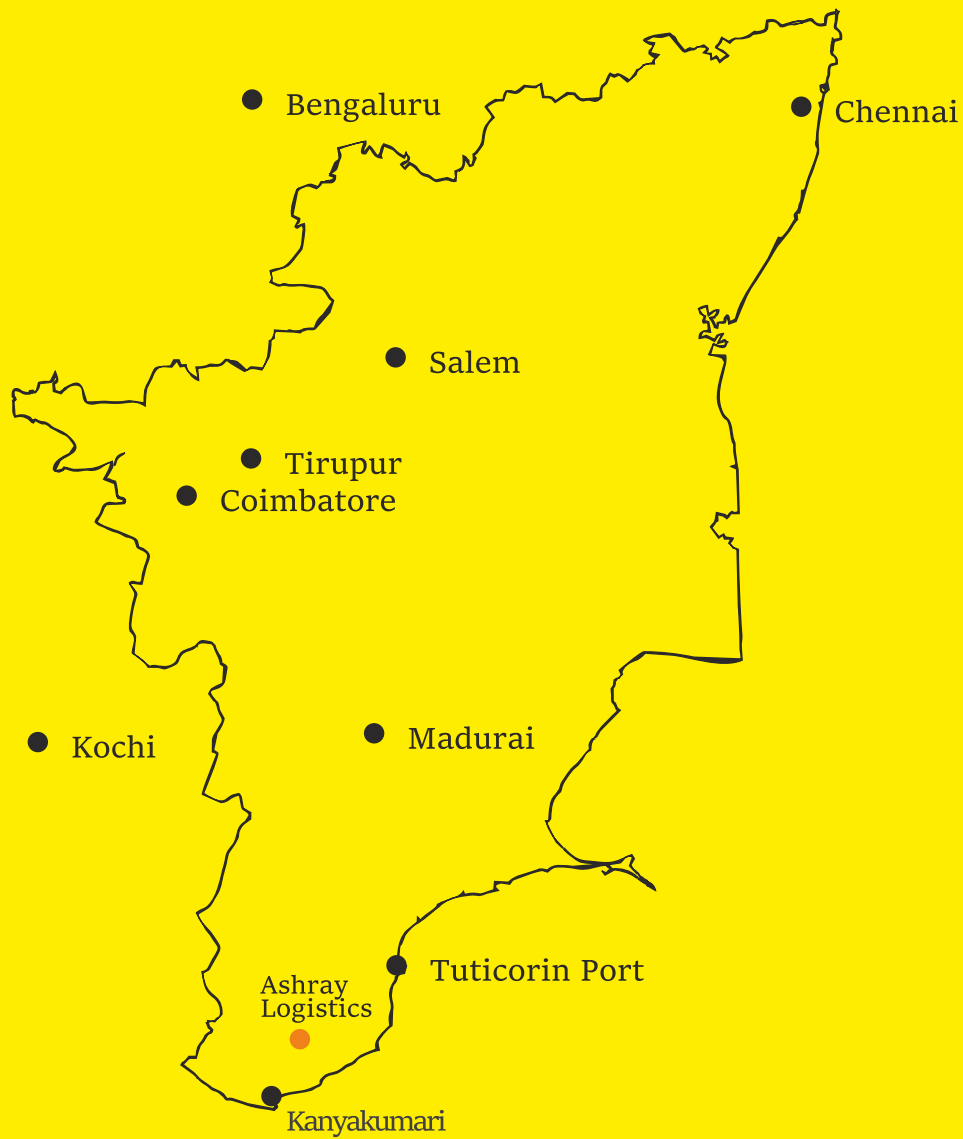 Bengaluru
Chennai
Salem
Tirupur
Coimbatore
Kochi
Madurai
Tuticorin Port
Ashray
Logistics
Kanyakumari